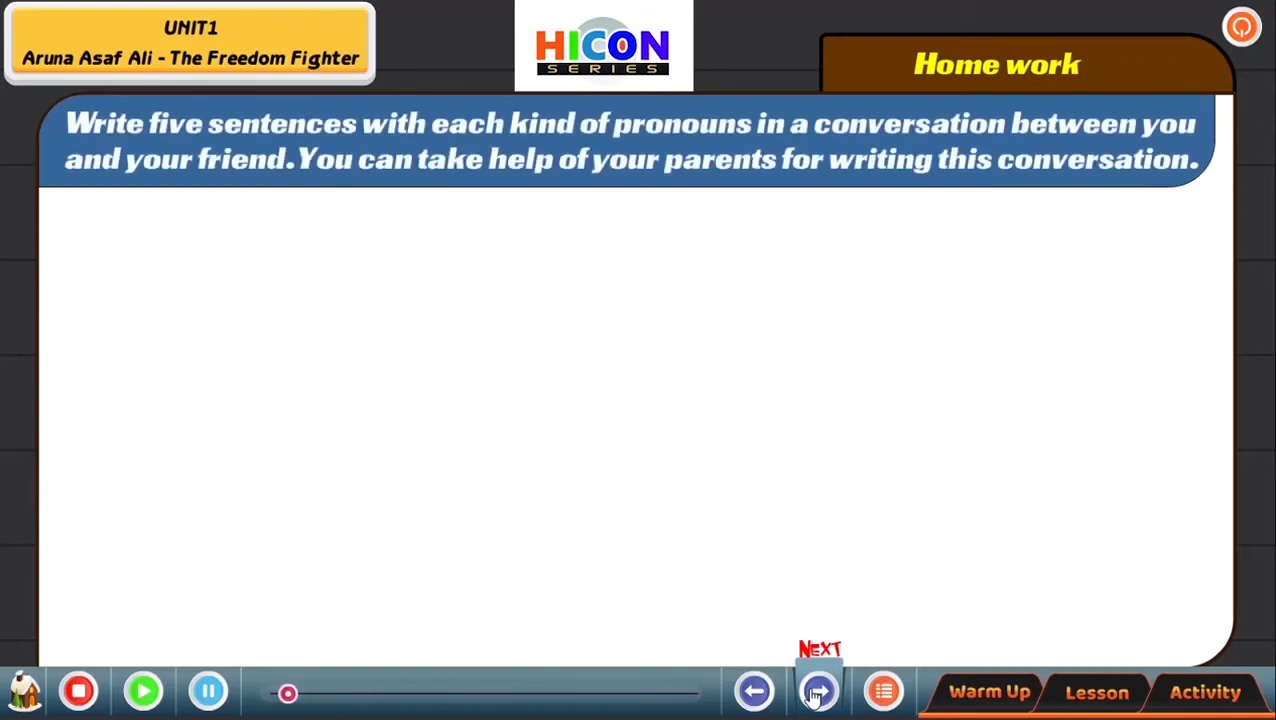 UNIT1
Aruna Asaf Ali - The Freedom Fighter
HICON
SERIES
Home work
Write five sentences with each kind of pronouns in a conversation between you
and your friend.You can take help of your parents for writing this conversation.
NEXT
Warm Up
Lesson
Activity